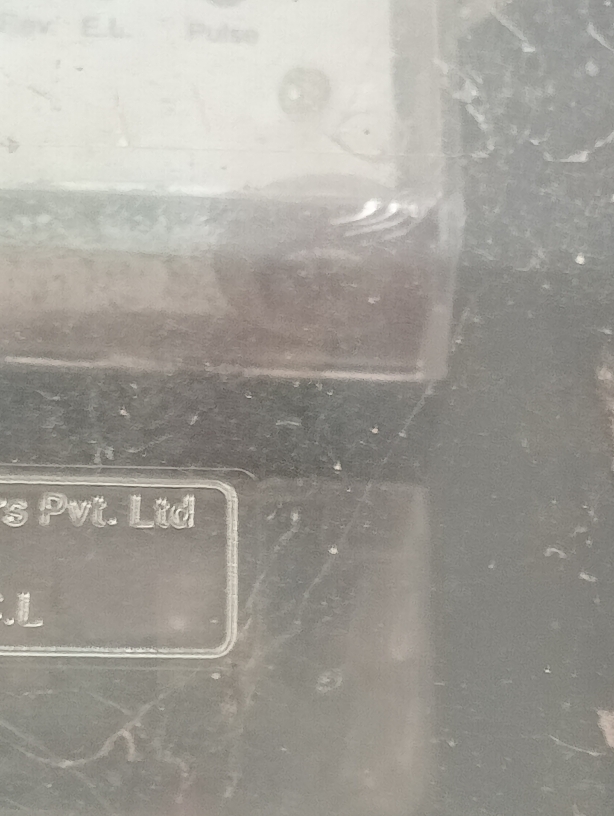 Rev E.L. Pulse
rs Pvt. Ltd
.L